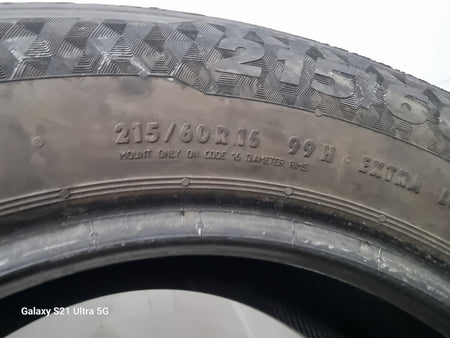 215/6
215/60 R 16 99 H EXTRA
MOUNT ONLY ON CODE 16 DIAMETER RIMS
Galaxy S21 Ultra 5G